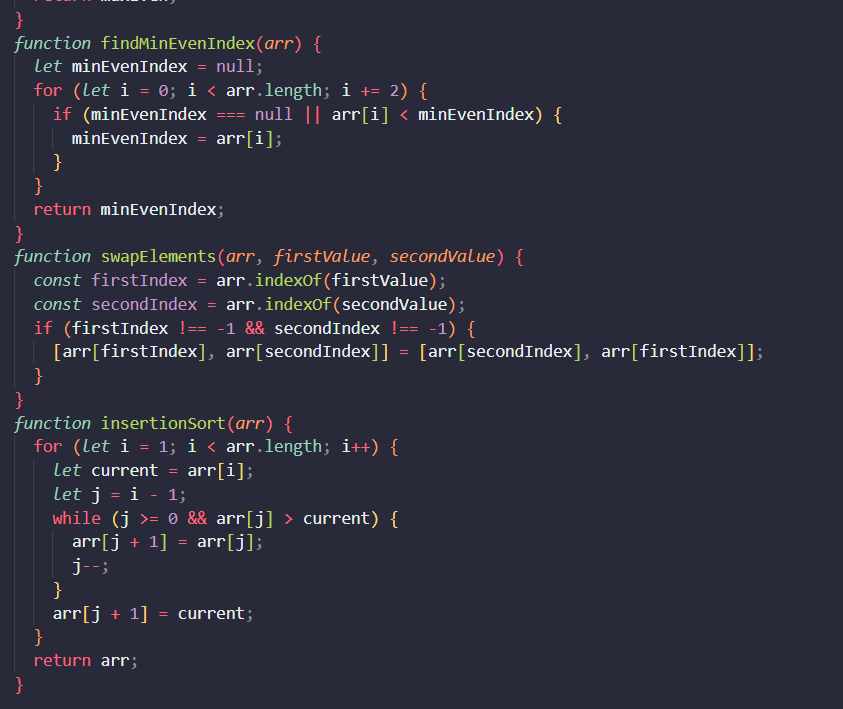 }
function findMinEvenIndex(arr) {
  let minEvenIndex = null;
  for (let i = 0; i < arr.length; i += 2) {
    if (minEvenIndex === null || arr[i] < minEvenIndex) {
      minEvenIndex = arr[i];
    }
  }
  return minEvenIndex;
}
function swapElements(arr, firstValue, secondValue) {
  const firstIndex = arr.indexOf(firstValue);
  const secondIndex = arr.indexOf(secondValue);
  if (firstIndex !== -1 && secondIndex !== -1) {
    [arr[firstIndex], arr[secondIndex]] = [arr[secondIndex], arr[firstIndex]];
  }
}
function insertionSort(arr) {
  for (let i = 1; i < arr.length; i++) {
    let current = arr[i];
    let j = i - 1;
    while (j >= 0 && arr[j] > current) {
      arr[j + 1] = arr[j];
      j--;
    }
    arr[j + 1] = current;
  }
  return arr;
}